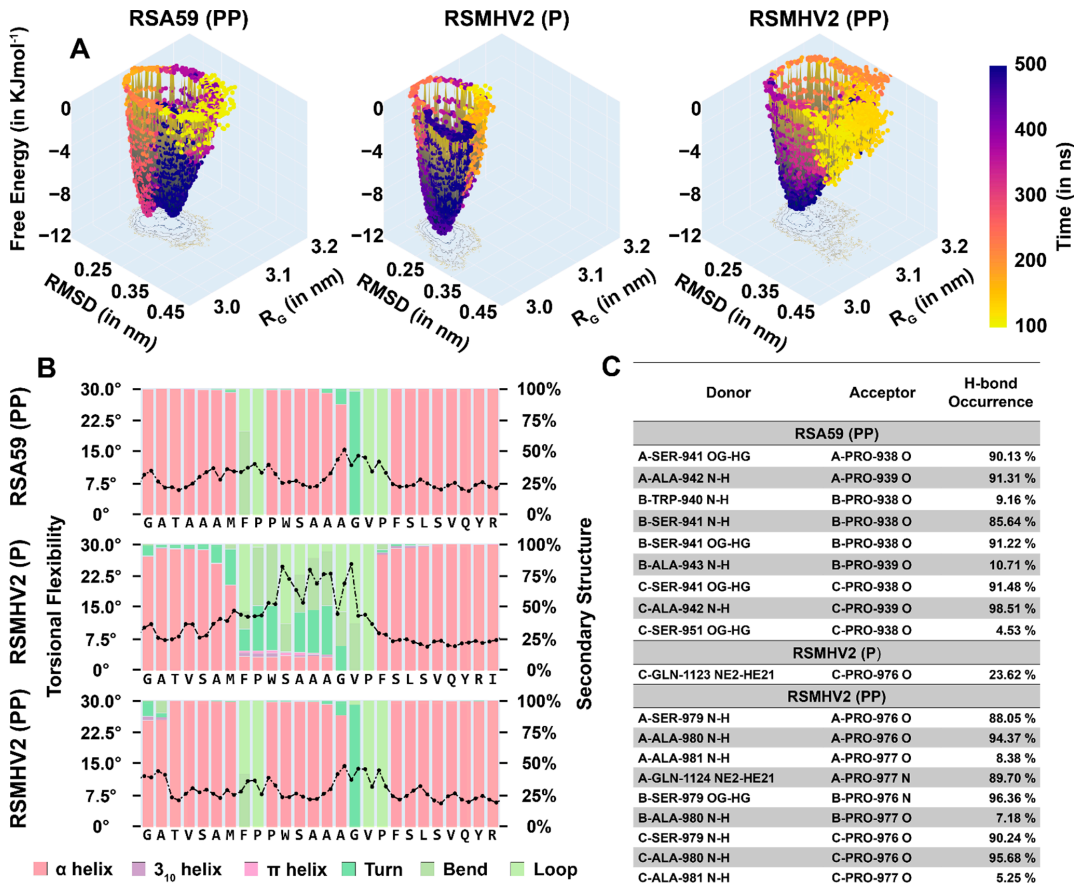 RSA59 (PP)
RSMHV2 (P)
RSMHV2 (PP)
A
Free Energy (in KJmol⁻¹)
0
−4
−8
−12
0.25
0.35
0.45
RMSD (in nm)
3.0
3.1
3.2
R_G (in nm)
0
−4
−8
−12
0.25
0.35
0.45
RMSD (in nm)
3.0
3.1
3.2
R_G (in nm)
0
−4
−8
−12
0.25
0.35
0.45
RMSD (in nm)
3.0
3.1
3.2
R_G (in nm)
500
400
300
200
100
Time (in ns)
B
RSA59 (PP)
30.0°
22.5°
15.0°
7.5°
0°
100%
75%
50%
25%
0%
G A T A A A M F P P W S A A A G V P F S L S V Q Y R
RSMHV2 (P)
Torsional Flexibility
30.0°
22.5°
15.0°
7.5°
0°
100%
75%
50%
25%
0%
Secondary Structure
G A T V S A M F P W S A A A G V P F S L S V Q Y R I
RSMHV2 (PP)
30.0°
22.5°
15.0°
7.5°
0°
100%
75%
50%
25%
0%
G A T V S A M F P P W S A A A G V P F S L S V Q Y R
α helix
3₁₀ helix
π helix
Turn
Bend
Loop
C
Donor Acceptor H-bond
Occurrence
RSA59 (PP)
A-SER-941 OG-HG A-PRO-938 O 90.13 %
A-ALA-942 N-H A-PRO-939 O 91.31 %
B-TRP-940 N-H B-PRO-938 O 9.16 %
B-SER-941 N-H B-PRO-938 O 85.64 %
B-SER-941 OG-HG B-PRO-938 O 91.22 %
B-ALA-943 N-H B-PRO-939 O 10.71 %
C-SER-941 OG-HG C-PRO-938 O 91.48 %
C-ALA-942 N-H C-PRO-939 O 98.51 %
C-SER-951 OG-HG C-PRO-938 O 4.53 %
RSMHV2 (P)
C-GLN-1123 NE2-HE21 C-PRO-976 O 23.62 %
RSMHV2 (PP)
A-SER-979 N-H A-PRO-976 O 88.05 %
A-ALA-980 N-H A-PRO-976 O 94.37 %
A-ALA-981 N-H A-PRO-977 O 8.38 %
A-GLN-1124 NE2-HE21 A-PRO-977 N 89.70 %
B-SER-979 OG-HG B-PRO-976 N 96.36 %
B-ALA-980 N-H B-PRO-977 O 7.18 %
C-SER-979 N-H C-PRO-976 O 90.24 %
C-ALA-980 N-H C-PRO-976 O 95.68 %
C-ALA-981 N-H C-PRO-977 O 5.25 %